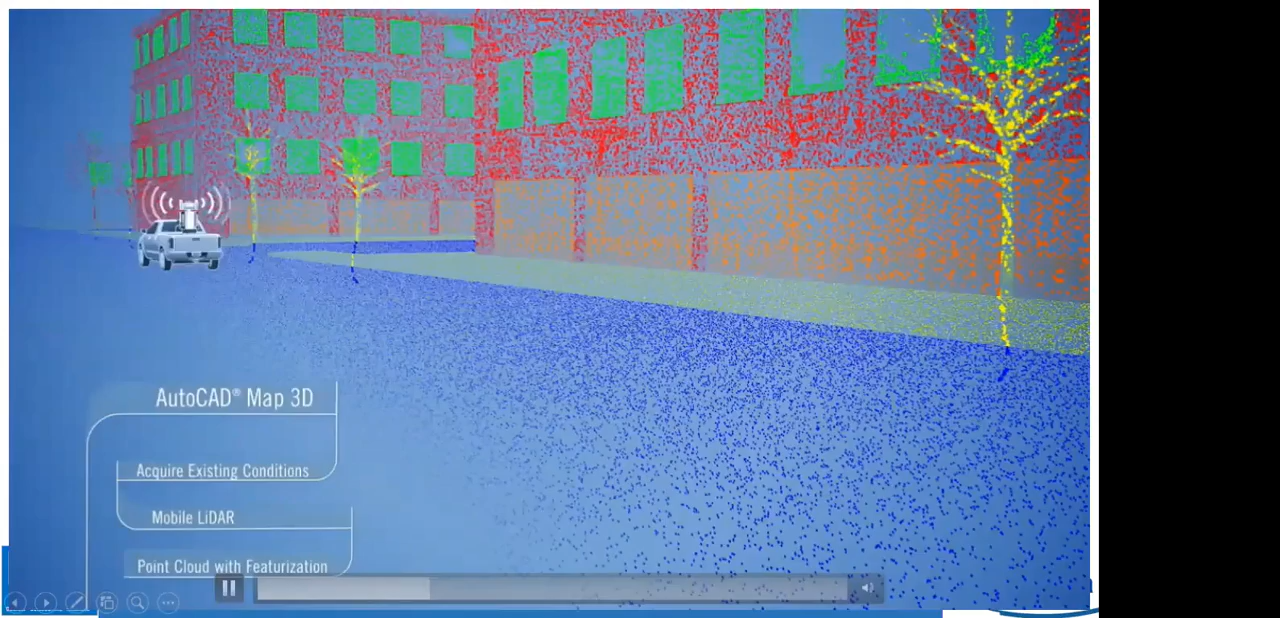 AutoCAD® Map 3D
Acquire Existing Conditions
Mobile LiDAR
Point Cloud with Featurization